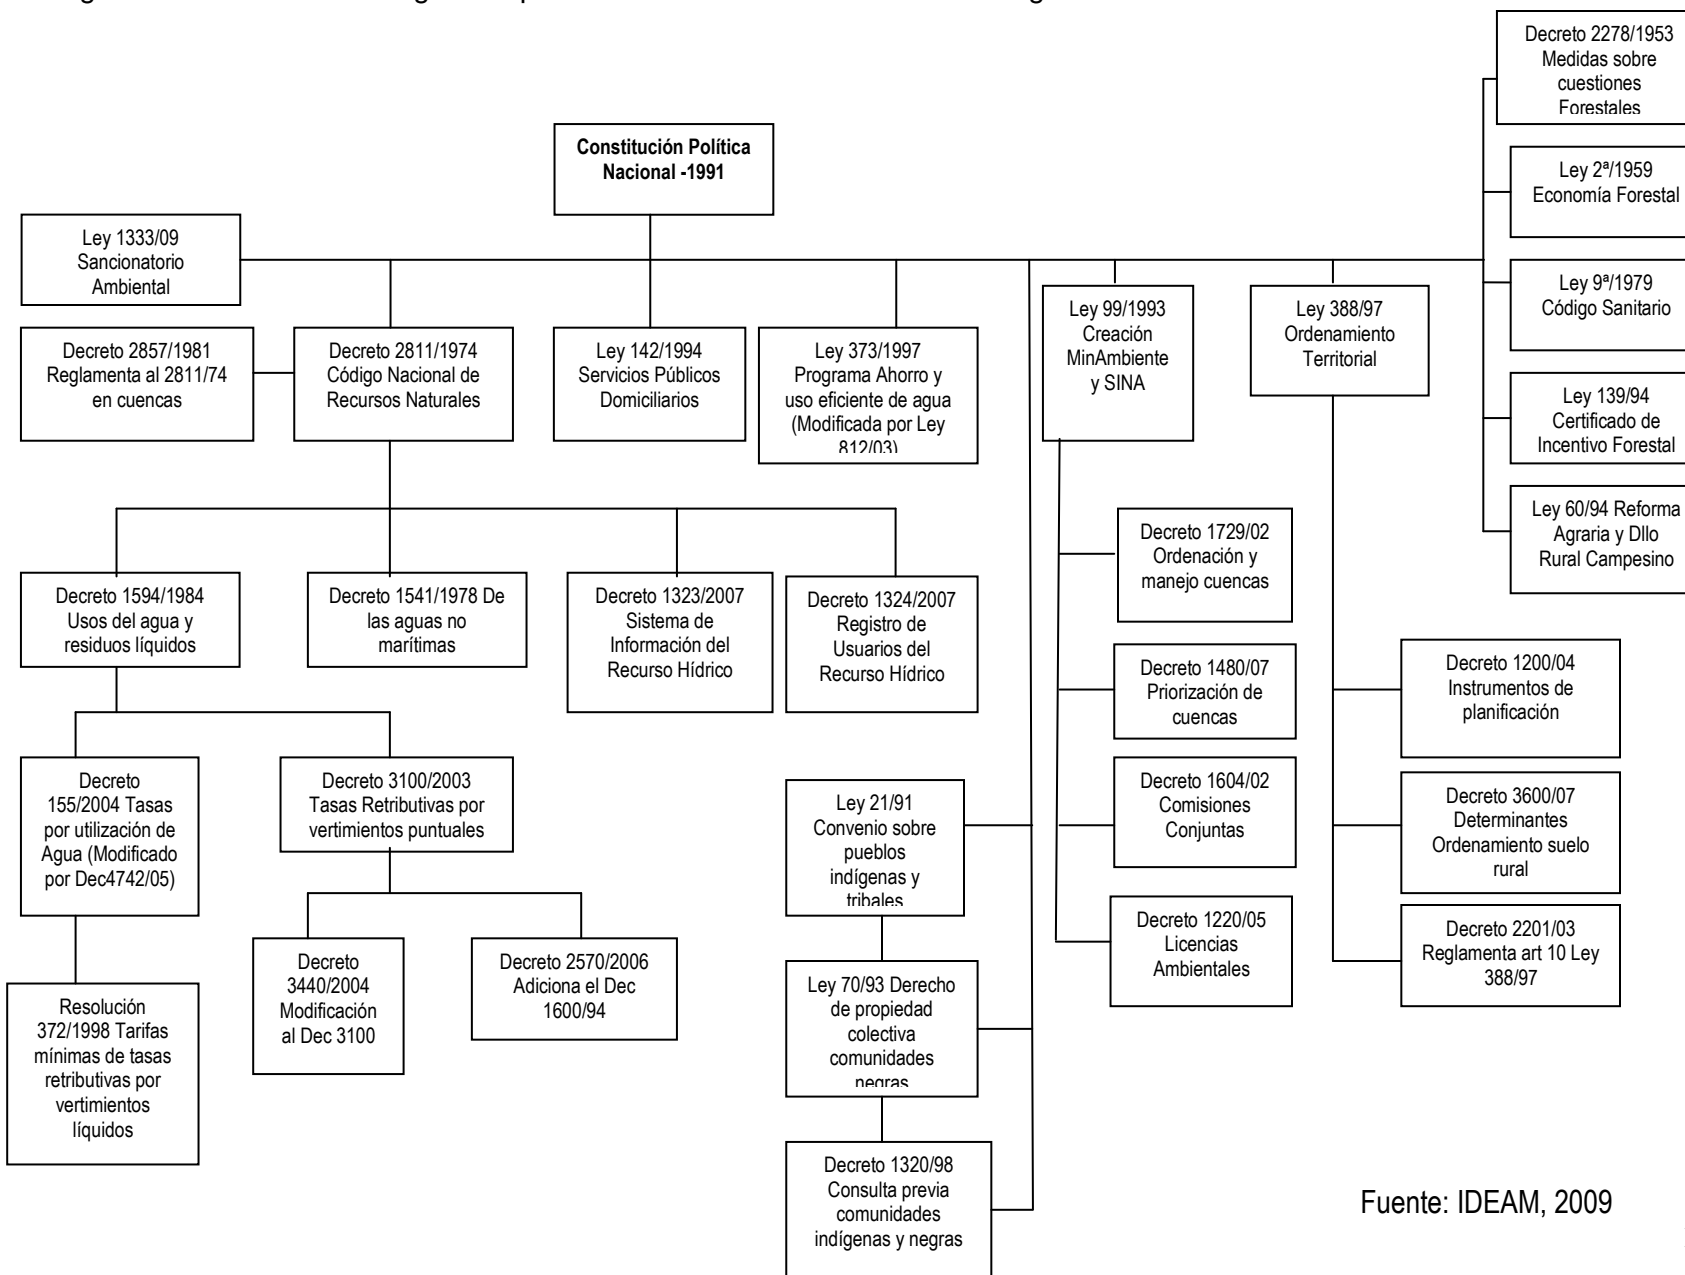 Decreto 2278/1953
Medidas sobre
cuestiones
Forestales
Constitución Política
Nacional -1991
Ley 2ª/1959
Economía Forestal
Ley 1333/09
Sancionatorio
Ambiental
Ley 9ª/1979
Código Sanitario
Decreto 2857/1981
Reglamenta al 2811/74
en cuencas
Decreto 2811/1974
Código Nacional de
Recursos Naturales
Ley 142/1994
Servicios Públicos
Domiciliarios
Ley 373/1997
Programa Ahorro y
uso eficiente de agua
(Modificada por Ley
812/03)
Ley 99/1993
Creación
MinAmbiente
y SINA
Ley 388/97
Ordenamiento
Territorial
Ley 139/94
Certificado de
Incentivo Forestal
Ley 60/94 Reforma
Agraria y Dllo
Rural Campesino
Decreto 1594/1984
Usos del agua y
residuos líquidos
Decreto 1541/1978 De
las aguas no
marítimas
Decreto 1323/2007
Sistema de
Información del
Recurso Hídrico
Decreto 1324/2007
Registro de
Usuarios del
Recurso Hídrico
Decreto 1729/02
Ordenación y
manejo cuencas
Decreto 1480/07
Priorización de
cuencas
Decreto 1200/04
Instrumentos de
planificación
Decreto
155/2004 Tasas
por utilización de
Agua (Modificado
por Dec4742/05)
Decreto 3100/2003
Tasas Retributivas por
vertimientos puntuales
Ley 21/91
Convenio sobre
pueblos
indígenas y
tribales
Decreto 1604/02
Comisiones
Conjuntas
Decreto 3600/07
Determinantes
Ordenamiento suelo
rural
Decreto
3440/2004
Modificación
al Dec 3100
Decreto 2570/2006
Adiciona el Dec
1600/94
Decreto 1220/05
Licencias
Ambientales
Decreto 2201/03
Reglamenta art 10 Ley
388/97
Resolución
372/1998 Tarifas
mínimas de tasas
retributivas por
vertimientos
líquidos
Ley 70/93 Derecho
de propiedad
colectiva
comunidades
negras
Decreto 1320/98
Consulta previa
comunidades
indígenas y negras
Fuente: IDEAM, 2009